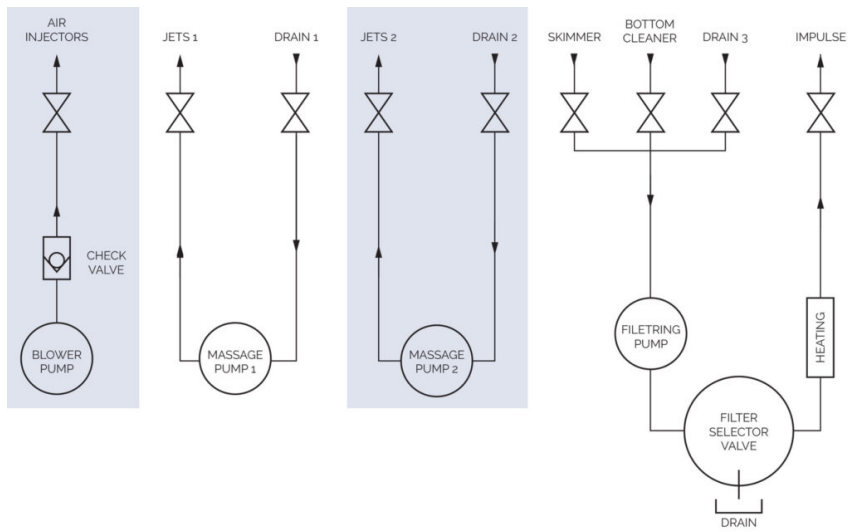 AIR
INJECTORS
JETS 1
DRAIN 1
JETS 2
DRAIN 2
SKIMMER
BOTTOM
CLEANER
DRAIN 3
IMPULSE
CHECK
VALVE
BLOWER
PUMP
MASSAGE
PUMP 1
MASSAGE
PUMP 2
FILETRING
PUMP
HEATING
FILTER
SELECTOR
VALVE
DRAIN